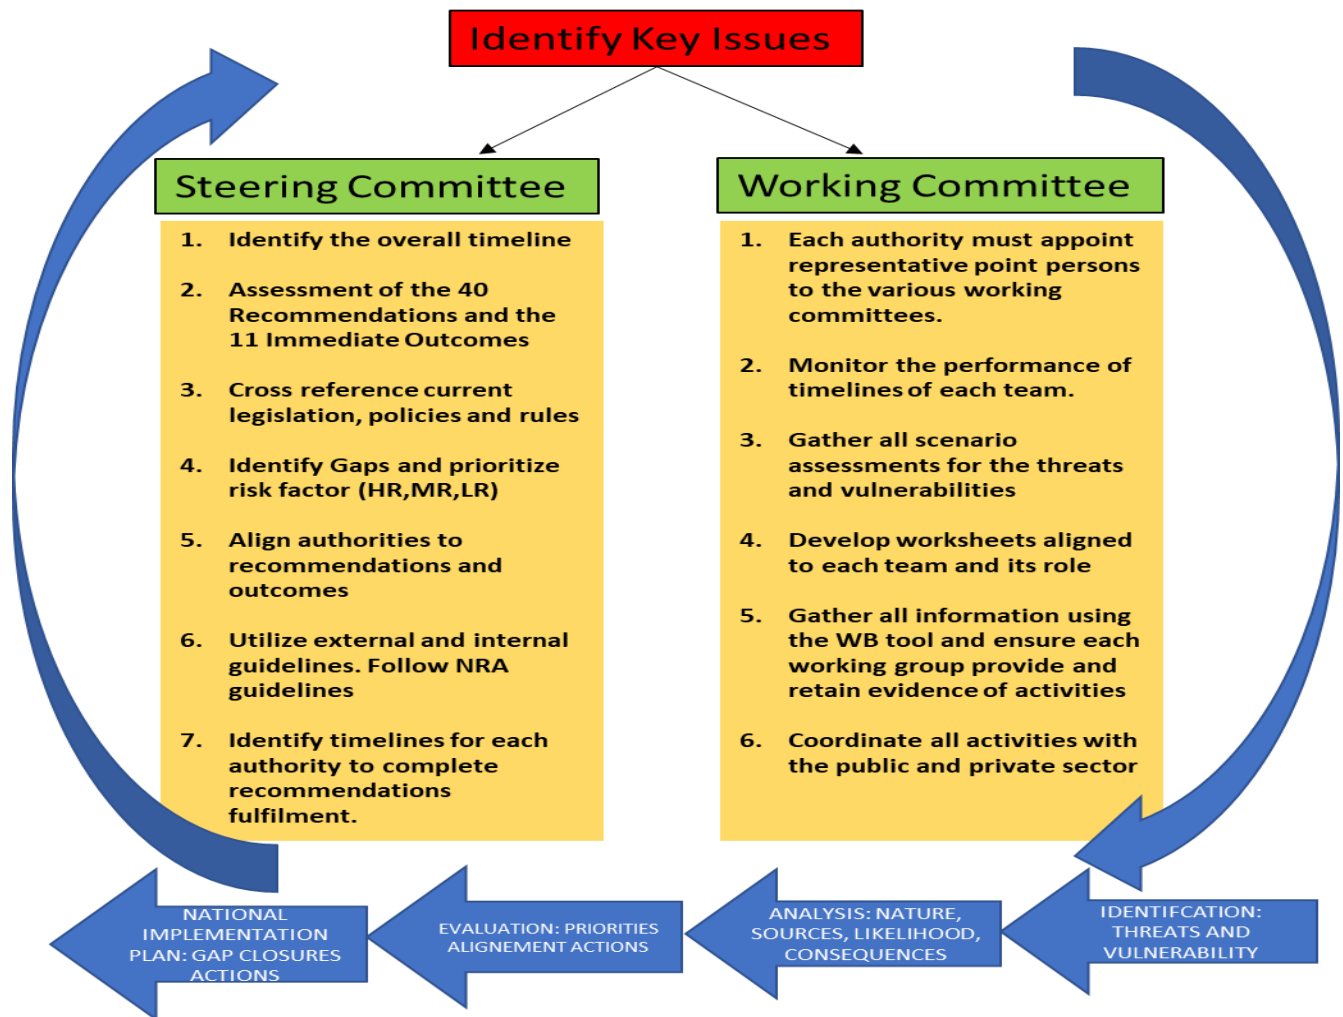 Identify Key Issues
Steering Committee
1. Identify the overall timeline
2. Assessment of the 40
Recommendations and the
11 Immediate Outcomes
3. Cross reference current
legislation, policies and rules
4. Identify Gaps and prioritize
risk factor (HR,MR,LR)
5. Align authorities to
recommendations and
outcomes
6. Utilize external and internal
guidelines. Follow NRA
guidelines
7. Identify timelines for each
authority to complete
recommendations
fulfilment.
Working Committee
1. Each authority must appoint
representative point persons
to the various working
committees.
2. Monitor the performance of
timelines of each team.
3. Gather all scenario
assessments for the threats
and vulnerabilities
4. Develop worksheets aligned
to each team and its role
5. Gather all information using
the WB tool and ensure each
working group provide and
retain evidence of activities
6. Coordinate all activities with
the public and private sector
NATIONAL
IMPLEMENTATION
PLAN: GAP CLOSURES
ACTIONS
EVALUATION: PRIORITIES
ALIGNEMENT ACTIONS
ANALYSIS: NATURE,
SOURCES, LIKELIHOOD,
CONSEQUENCES
IDENTIFCATION:
THREATS AND
VULNERABILITY